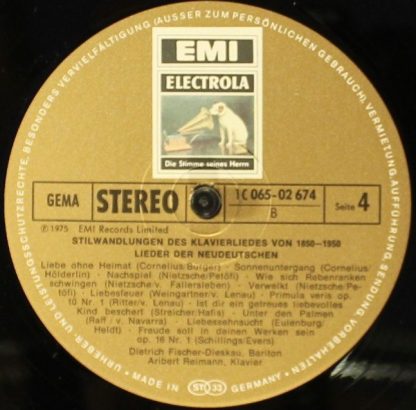 URHEBER- UND LEISTUNGSSCHUTZRECHTE, BESONDERS VERVIELFÄLTIGUNG (AUSSER ZUM PERSÖNLICHEN GEBRAUCH), VERMIETUNG, AUFFÜHRUNG, SENDUNG VORBEHALTEN
EMI
ELECTROLA
Die Stimme seines Herrn
GEMA STEREO 1C 065-02 674
B
Seite 4
℗ 1975 EMI Records Limited
STILWANDLUNGEN DES KLAVIERLIEDES VON 1850-1950
LIEDER DER NEUDEUTSCHEN
Liebe ohne Heimat (Cornelius/Burger) - Sonnenuntergang (Cornelius/
Hölderlin) - Nachspiel (Nietzsche/Petöfi) - Wie sich Rebenranken
schwingen (Nietzsche/v. Fallersleben) - Verwelkt (Nietzsche/Pe-
töfi) - Liebesfeuer (Weingartner/v. Lenau) - Primula veris op.
10 Nr. 1 (Ritter/v. Lenau) - Ist dir ein getreues liebevolles
Kind beschert (Streicher/Hafis) - Unter den Palmen
(Raff / v. Navarra) - Liebessehnsucht (Eulenburg/
Heldt) - Freude soll in deinen Werken sein
op. 16 Nr. 1 (Schillings/Evers)
Dietrich Fischer-Dieskau, Bariton
Aribert Reimann, Klavier
MADE IN ST 33 GERMANY